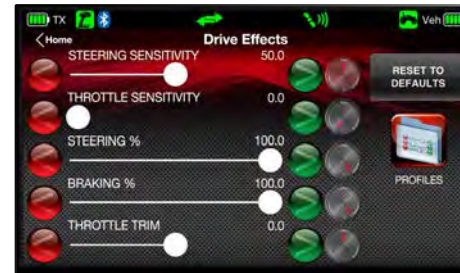 TX
Veh
Home
Drive Effects
STEERING SENSITIVITY 50.0
THROTTLE SENSITIVITY 0.0
STEERING % 100.0
BRAKING % 100.0
THROTTLE TRIM 0.0
RESET TO
DEFAULTS
PROFILES